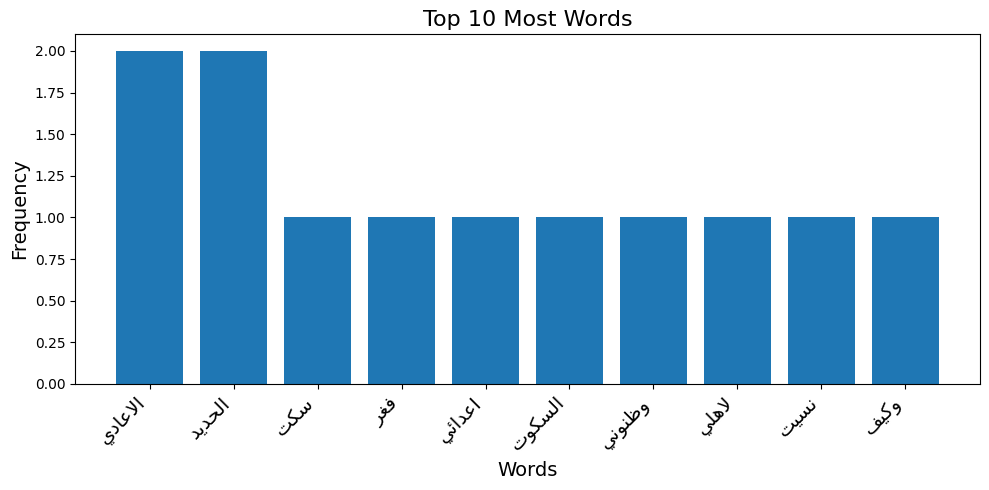 Top 10 Most Words
Frequency
2.00
1.75
1.50
1.25
1.00
0.75
0.50
0.25
0.00
الاعادي
الحديد
سكت
فغر
اعدائي
السكوت
وظنوني
لاهلي
نسيت
وكيف
Words